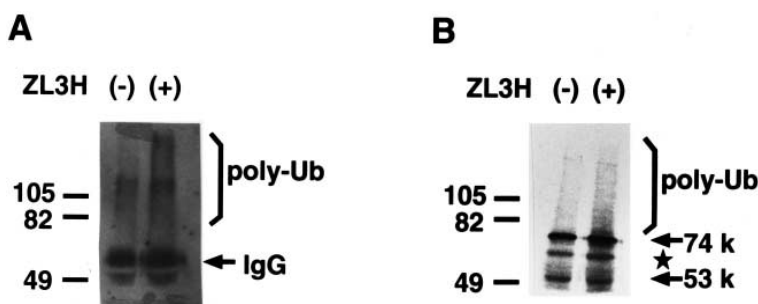 A
ZL3H (-) (+)
poly-Ub
105
82
IgG
49
B
ZL3H (-) (+)
poly-Ub
105
82
74 k
★
53 k
49